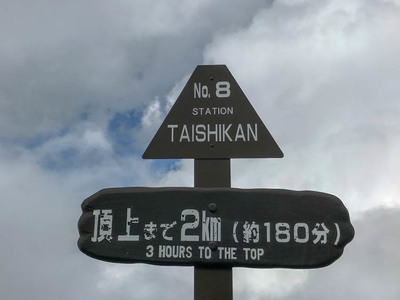 No. 8
STATION
TAISHIKAN
頂上まで2km(約180分)
3 HOURS TO THE TOP